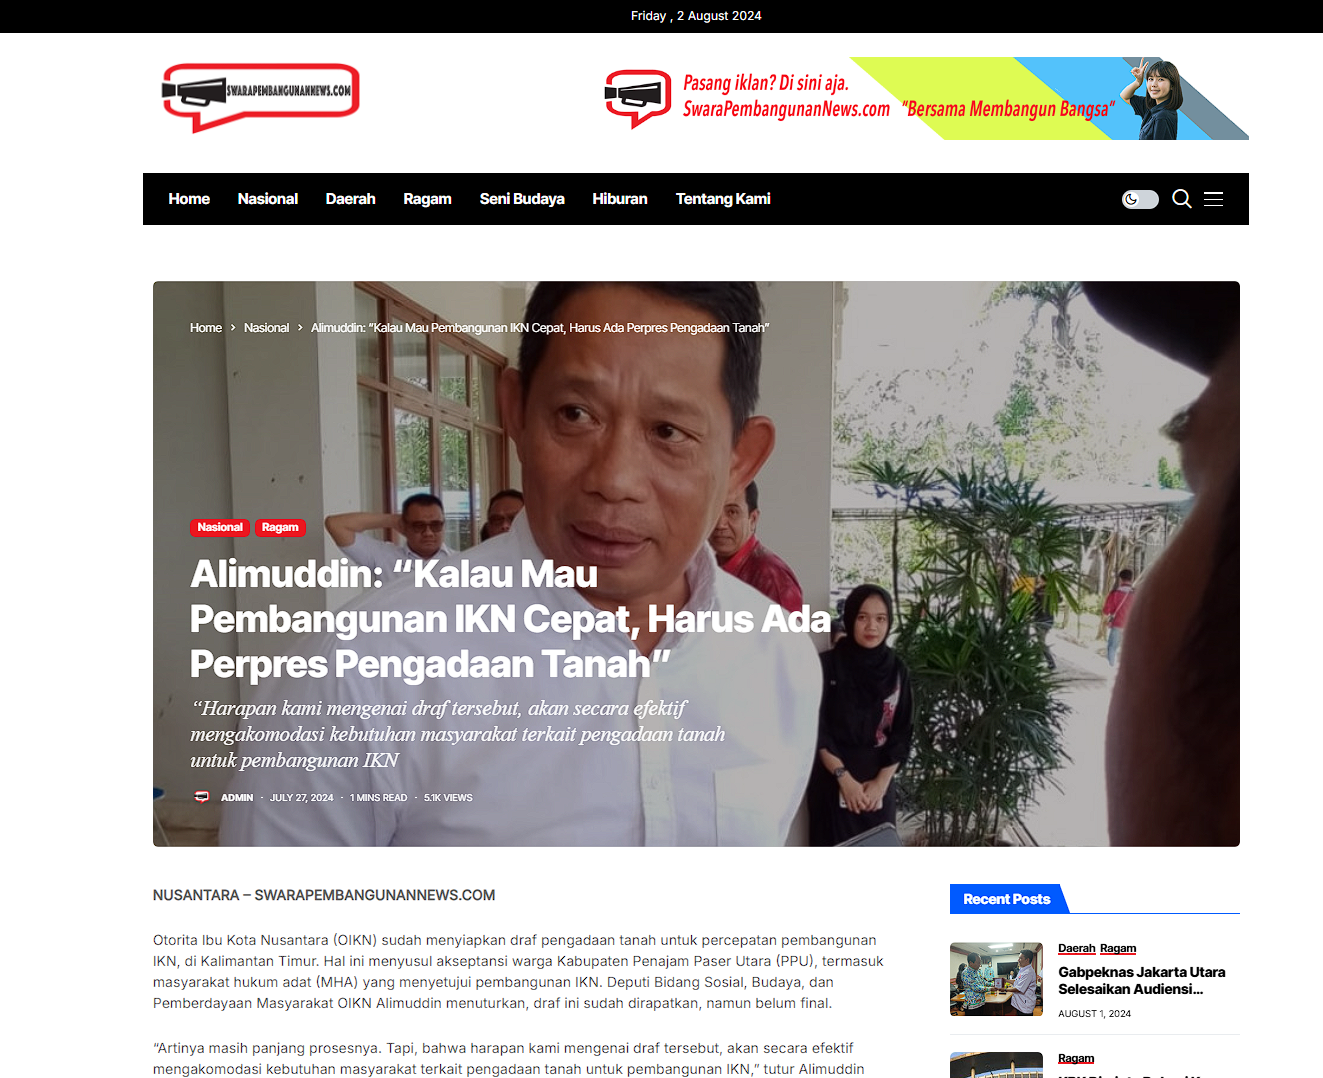 Friday , 2 August 2024
SWARAPEMBANGUNANNEWS.COM
Pasang iklan? Di sini aja.
SwaraPembangunanNews.com "Bersama Membangun Bangsa"
Home Nasional Daerah Ragam Seni Budaya Hiburan Tentang Kami
Home > Nasional > Alimuddin: “Kalau Mau Pembangunan IKN Cepat, Harus Ada Perpres Pengadaan Tanah”
Nasional Ragam
Alimuddin: “Kalau Mau
Pembangunan IKN Cepat, Harus Ada
Perpres Pengadaan Tanah”
“Harapan kami mengenai draf tersebut, akan secara efektif
mengakomodasi kebutuhan masyarakat terkait pengadaan tanah
untuk pembangunan IKN
ADMIN · JULY 27, 2024 · 1 MINS READ · 5.1K VIEWS
NUSANTARA – SWARAPEMBANGUNANNEWS.COM
Otorita Ibu Kota Nusantara (OIKN) sudah menyiapkan draf pengadaan tanah untuk percepatan pembangunan
IKN, di Kalimantan Timur. Hal ini menyusul akseptansi warga Kabupaten Penajam Paser Utara (PPU), termasuk
masyarakat hukum adat (MHA) yang menyetujui pembangunan IKN. Deputi Bidang Sosial, Budaya, dan
Pemberdayaan Masyarakat OIKN Alimuddin menuturkan, draf ini sudah dirapatkan, namun belum final.
“Artinya masih panjang prosesnya. Tapi, bahwa harapan kami mengenai draf tersebut, akan secara efektif
mengakomodasi kebutuhan masyarakat terkait pengadaan tanah untuk pembangunan IKN,” tutur Alimuddin
Recent Posts
Daerah Ragam
Gabpeknas Jakarta Utara
Selesaikan Audiensi...
AUGUST 1, 2024
Ragam